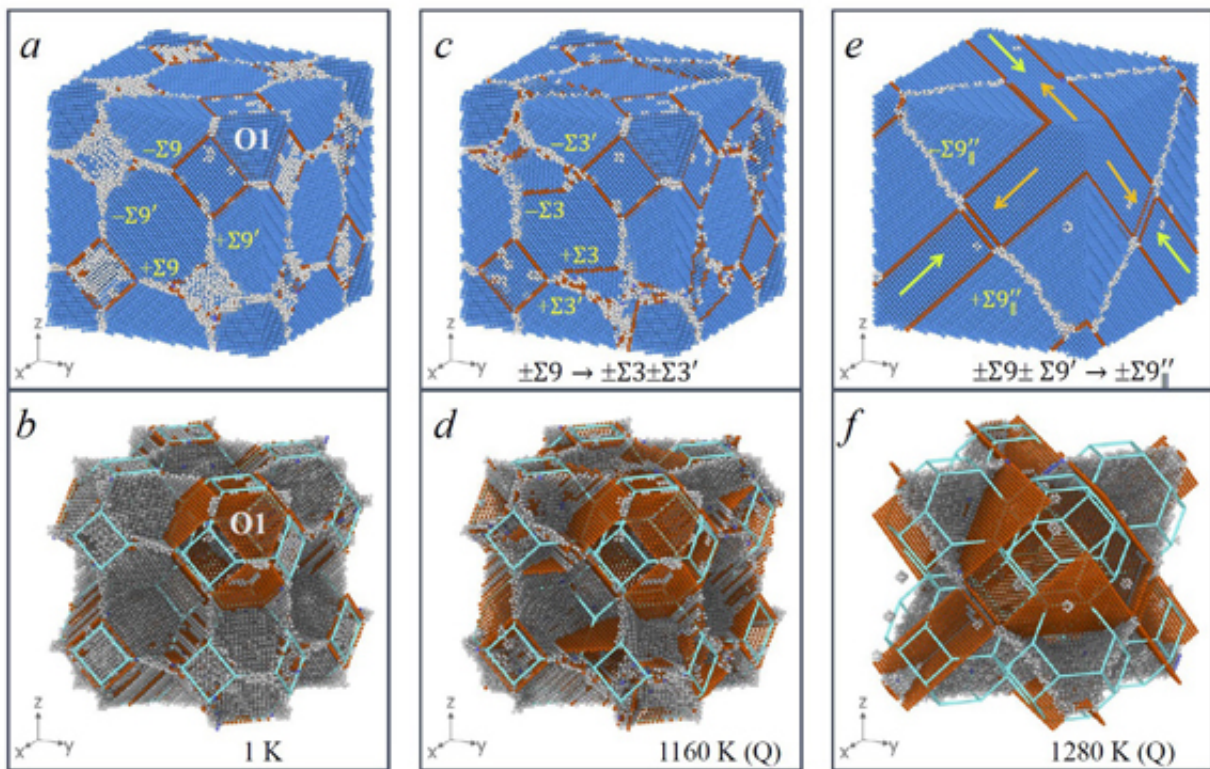 a
O1
−Σ9
−Σ9′
+Σ9′
+Σ9
z
x
y
c
−Σ3′
−Σ3
+Σ3
+Σ3′
z
x
y
±Σ9 → ±Σ3±Σ3′
e
−Σ9″
+Σ9″
z
x
y
±Σ9± Σ9′ → ±Σ9″
b
O1
z
x
y
1 K
d
z
x
y
1160 K (Q)
f
z
x
y
1280 K (Q)